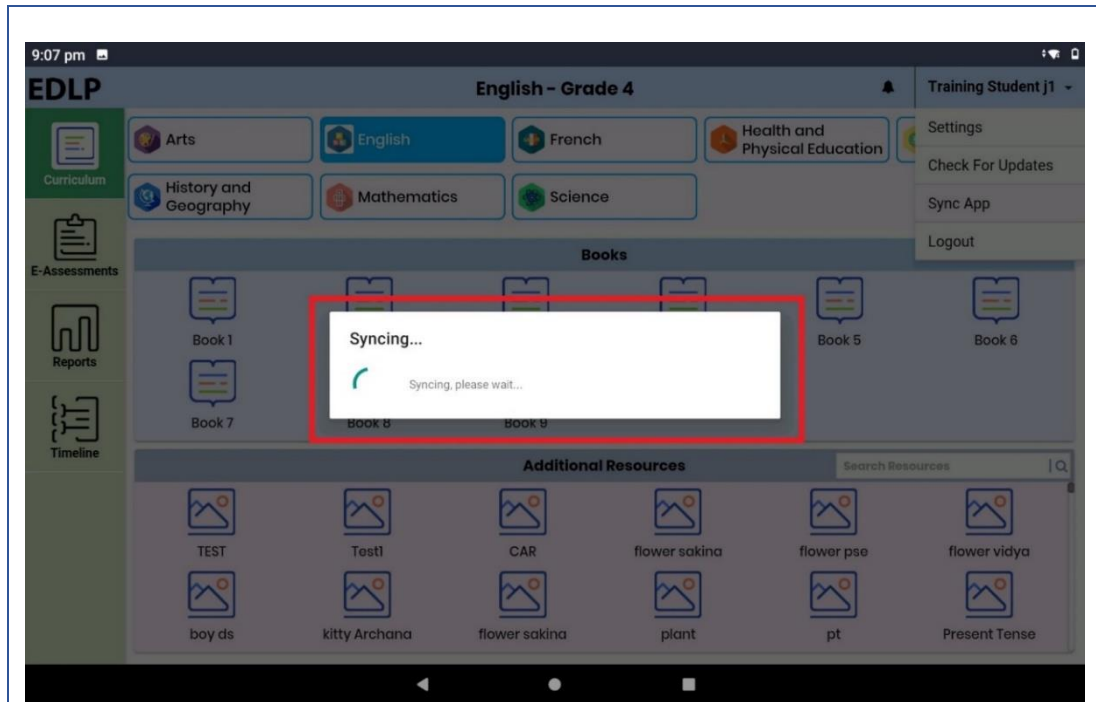 9:07 pm
EDLP
English - Grade 4
Training Student j1
Curriculum
Arts
English
French
Health and
Physical Education
Settings
Check For Updates
History and
Geography
Mathematics
Science
Sync App
Logout
E-Assessments
Books
Book 1
Book 5
Book 6
Syncing...
Syncing, please wait...
Reports
Book 7
Book 8
Book 9
Timeline
Additional Resources
Search Resources
TEST
Test1
CAR
flower sakina
flower pse
flower vidya
boy ds
kitty Archana
flower sakina
plant
pt
Present Tense